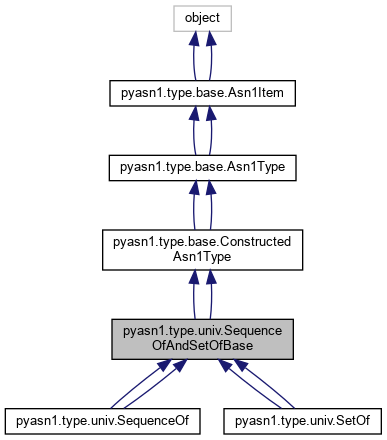 object
pyasn1.type.base.Asn1Item
pyasn1.type.base.Asn1Type
pyasn1.type.base.Constructed
Asn1Type
pyasn1.type.univ.Sequence
OfAndSetOfBase
pyasn1.type.univ.SequenceOf
pyasn1.type.univ.SetOf